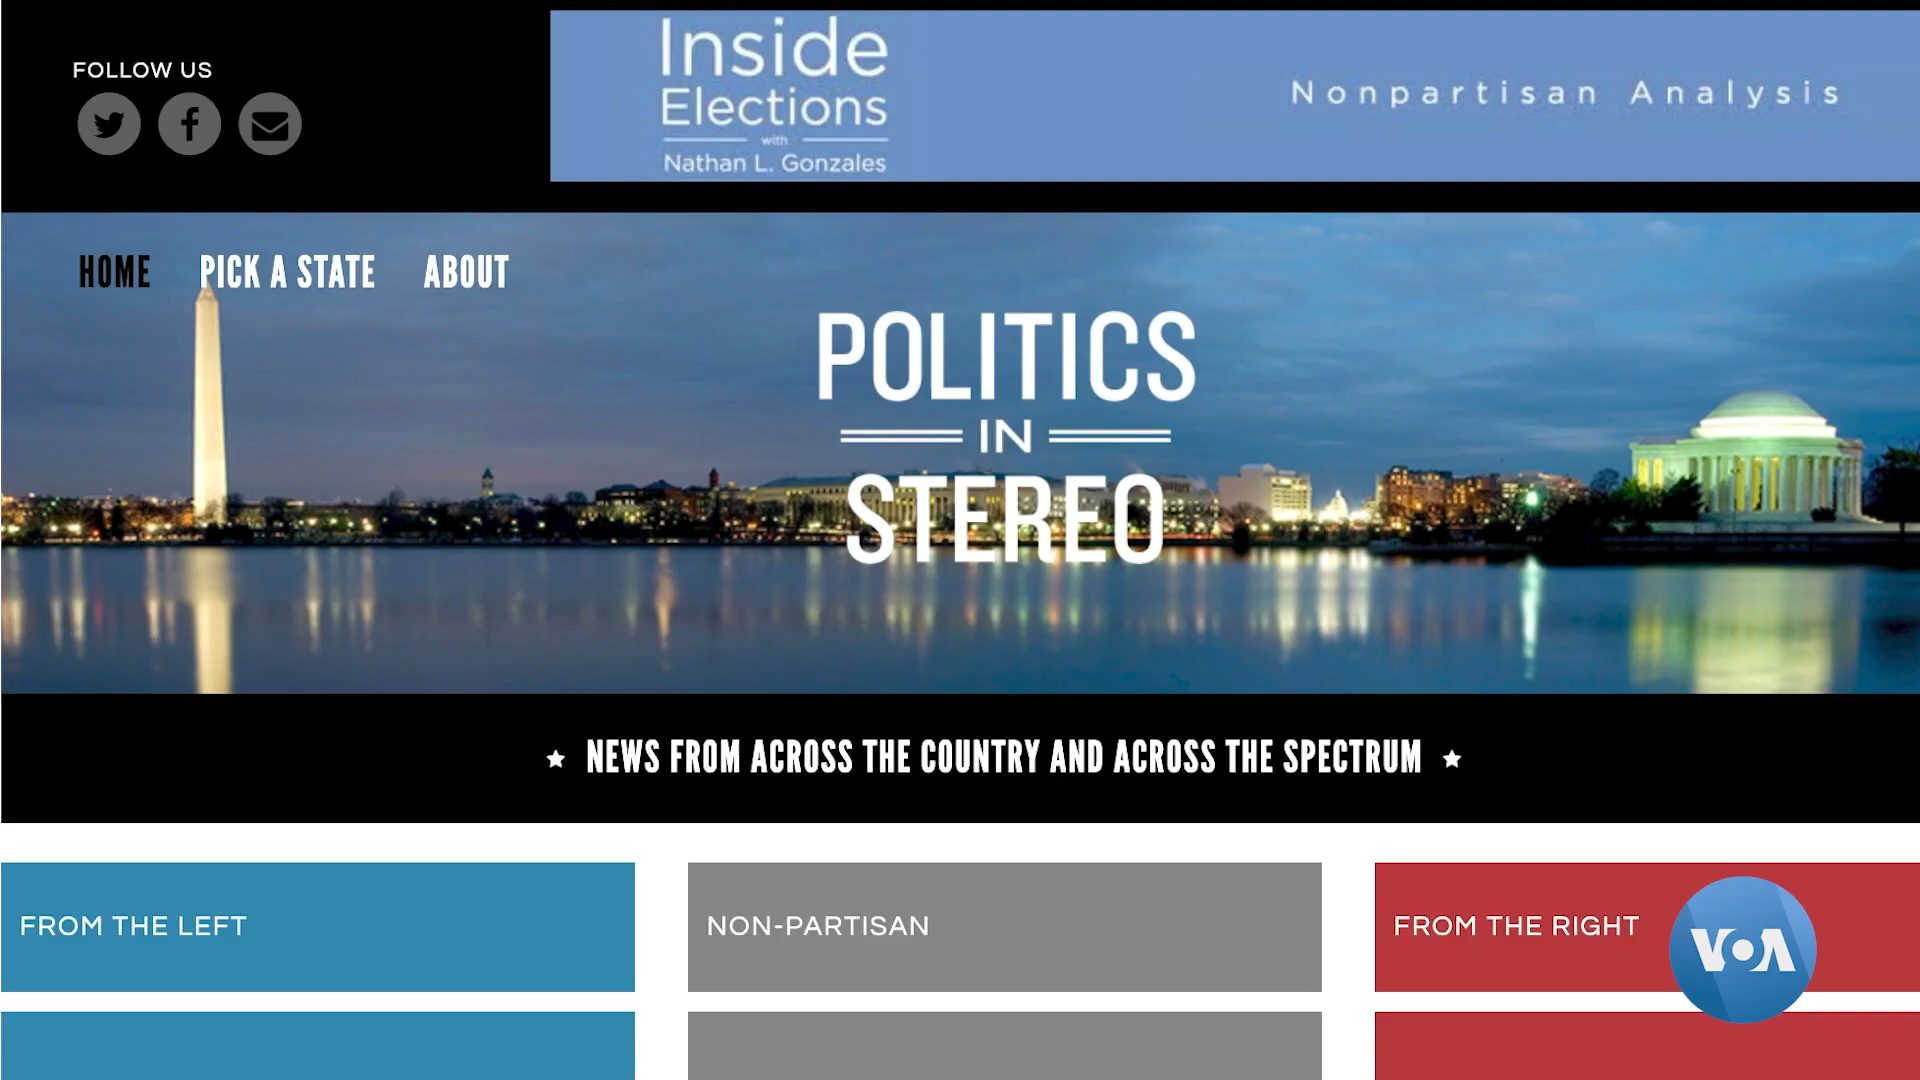 FOLLOW US
Inside
Elections
with
Nathan L. Gonzales
Nonpartisan Analysis
HOME PICK A STATE ABOUT
POLITICS
IN
STEREO
NEWS FROM ACROSS THE COUNTRY AND ACROSS THE SPECTRUM
FROM THE LEFT
NON-PARTISAN
FROM THE RIGHT
VOA